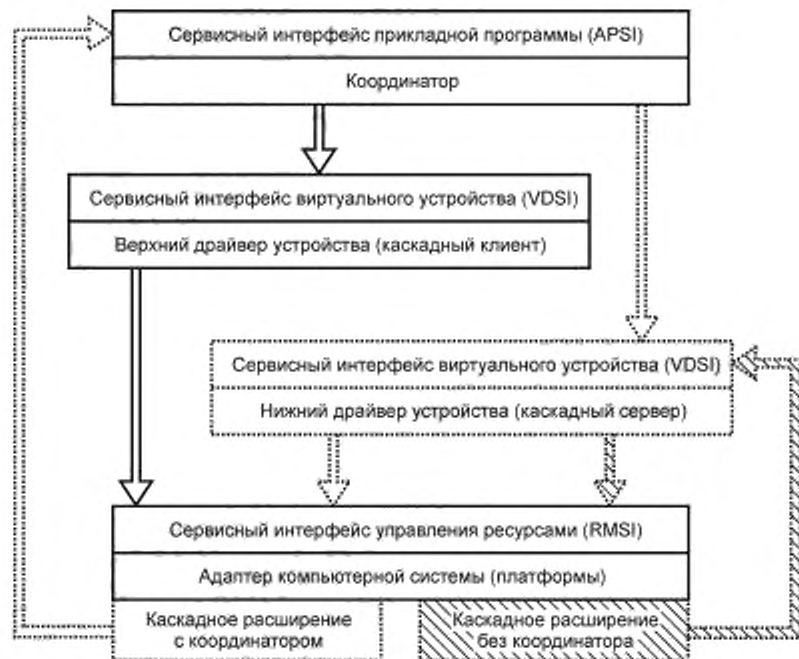 Сервисный интерфейс прикладной программы (APSI)
Координатор
Сервисный интерфейс виртуального устройства (VDSI)
Верхний драйвер устройства (каскадный клиент)
Сервисный интерфейс виртуального устройства (VDSI)
Нижний драйвер устройства (каскадный сервер)
Сервисный интерфейс управления ресурсами (RMSI)
Адаптер компьютерной системы (платформы)
Каскадное расширение
с координатором
Каскадное расширение
без координатора